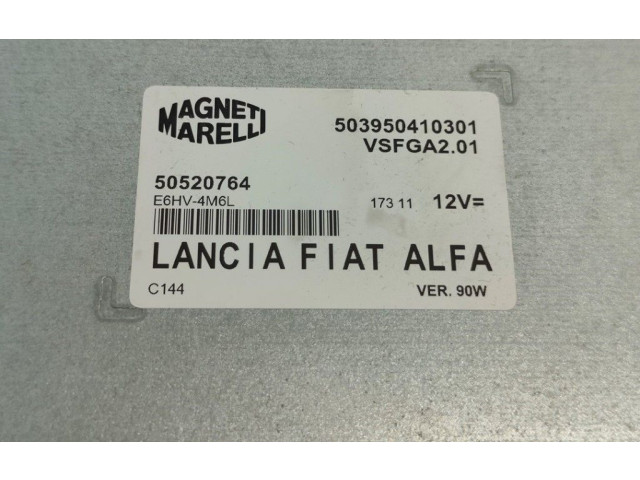 MAGNETI
MARELLI
503950410301
VSFGA2.01
50520764
E6HV-4M6L
173 11 12V=
LANCIA FIAT ALFA
C144 VER. 90W